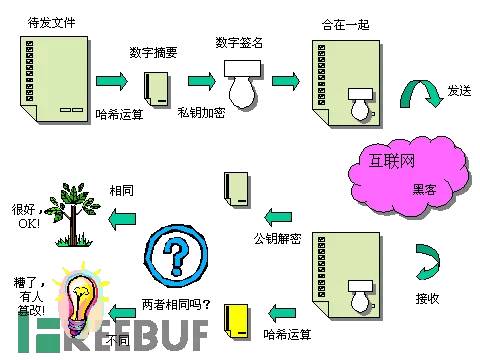 待发文件
数字摘要
数字签名
合在一起
哈希运算
私钥加密
发送
互联网
黑客
相同
很好，
OK!
公钥解密
接收
糟了，
有人
篡改!
两者相同吗?
不同
哈希运算
FREEBUF